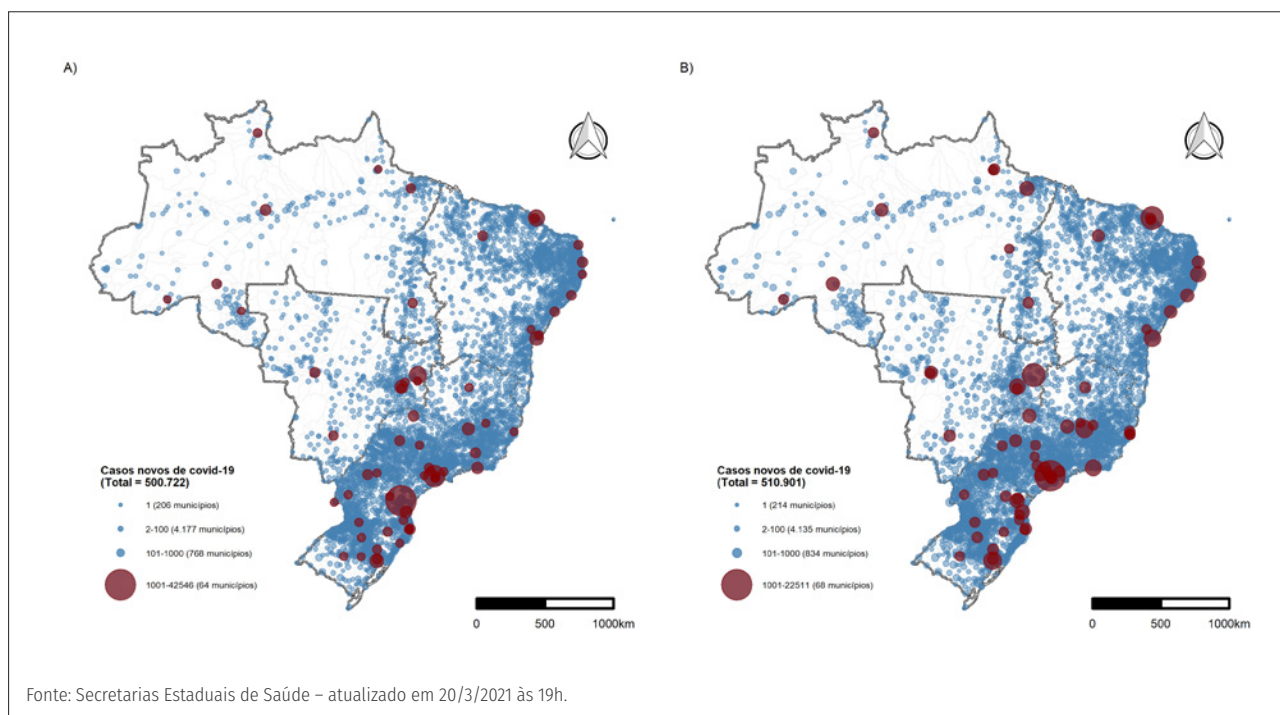 A)
Casos novos de covid-19
(Total = 500.722)
1 (206 municípios)
2-100 (4.177 municípios)
101-1000 (768 municípios)
1001-42546 (64 municípios)
0 500 1000km
B)
Casos novos de covid-19
(Total = 510.901)
1 (214 municípios)
2-100 (4.135 municípios)
101-1000 (834 municípios)
1001-22511 (68 municípios)
0 500 1000km
Fonte: Secretarias Estaduais de Saúde – atualizado em 20/3/2021 às 19h.